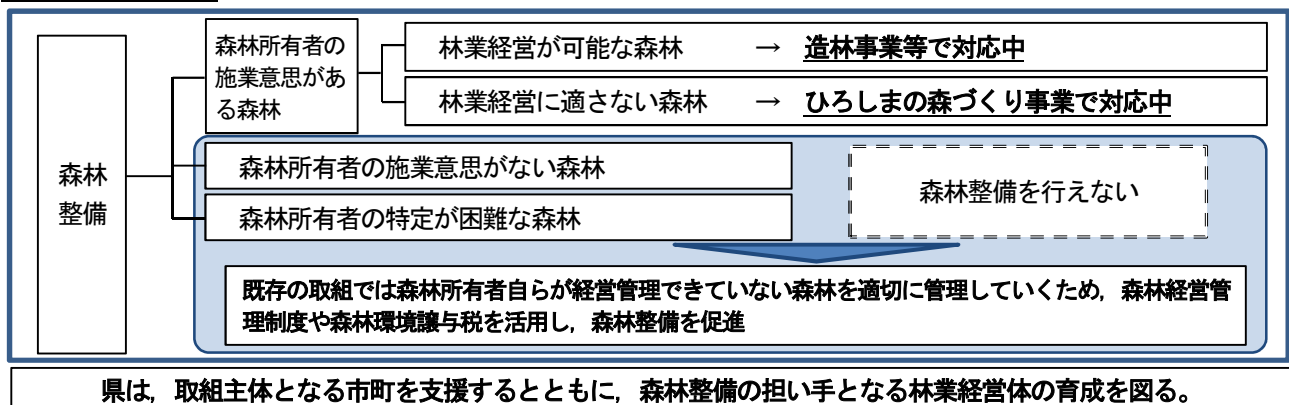 森林
整備
森林所有者の
施業意思があ
る森林
林業経営が可能な森林 → 造林事業等で対応中
林業経営に適さない森林 → ひろしまの森づくり事業で対応中
森林所有者の施業意思がない森林
森林所有者の特定が困難な森林
森林整備を行えない
既存の取組では森林所有者自らが経営管理できていない森林を適切に管理していくため，森林経営管
理制度や森林環境譲与税を活用し，森林整備を促進
県は，取組主体となる市町を支援するとともに，森林整備の担い手となる林業経営体の育成を図る。